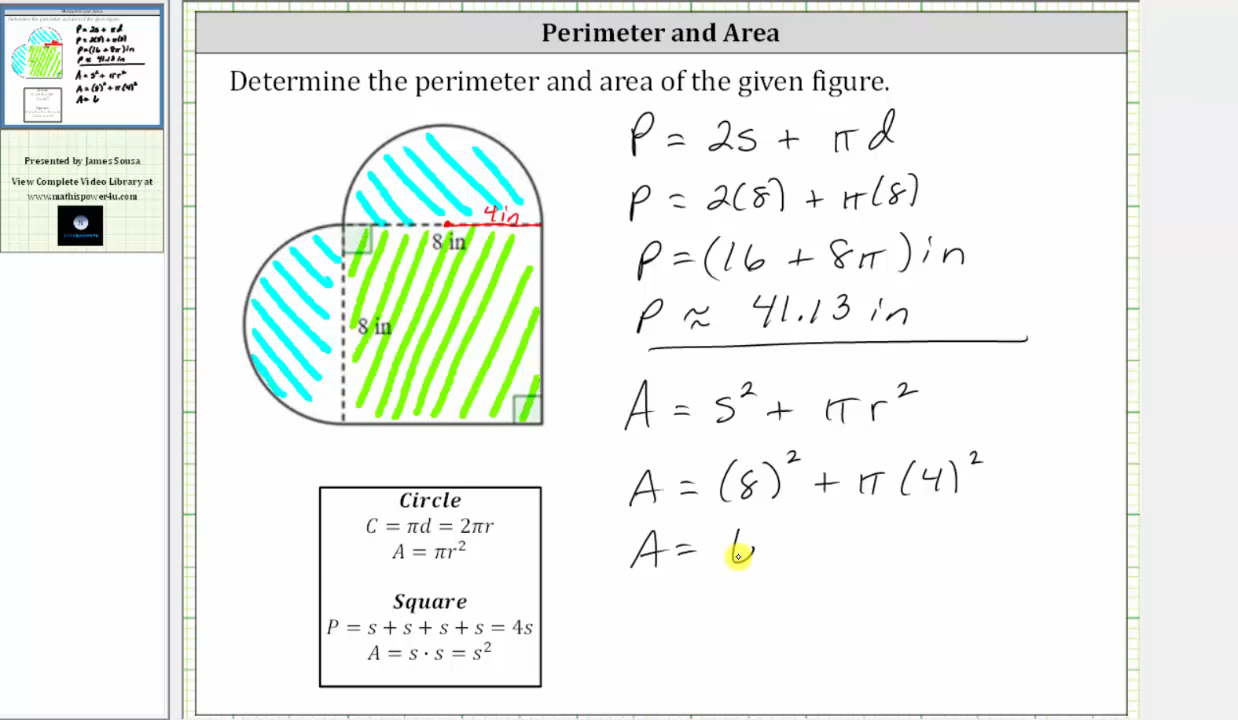 Perimeter and Area
Determine the perimeter and area of the given figure.
P = 2s + πd
P = 2(8) + π(8)
P = (16 + 8π) in
P ≈ 41.13 in
A = s² + πr²
A = (8)² + π(4)²
A = 6
4in
8 in
8 in
Circle
C = πd = 2πr
A = πr²
Square
P = s + s + s + s = 4s
A = s · s = s²
Presented by James Sousa
View Complete Video Library at
www.mathispower4u.com